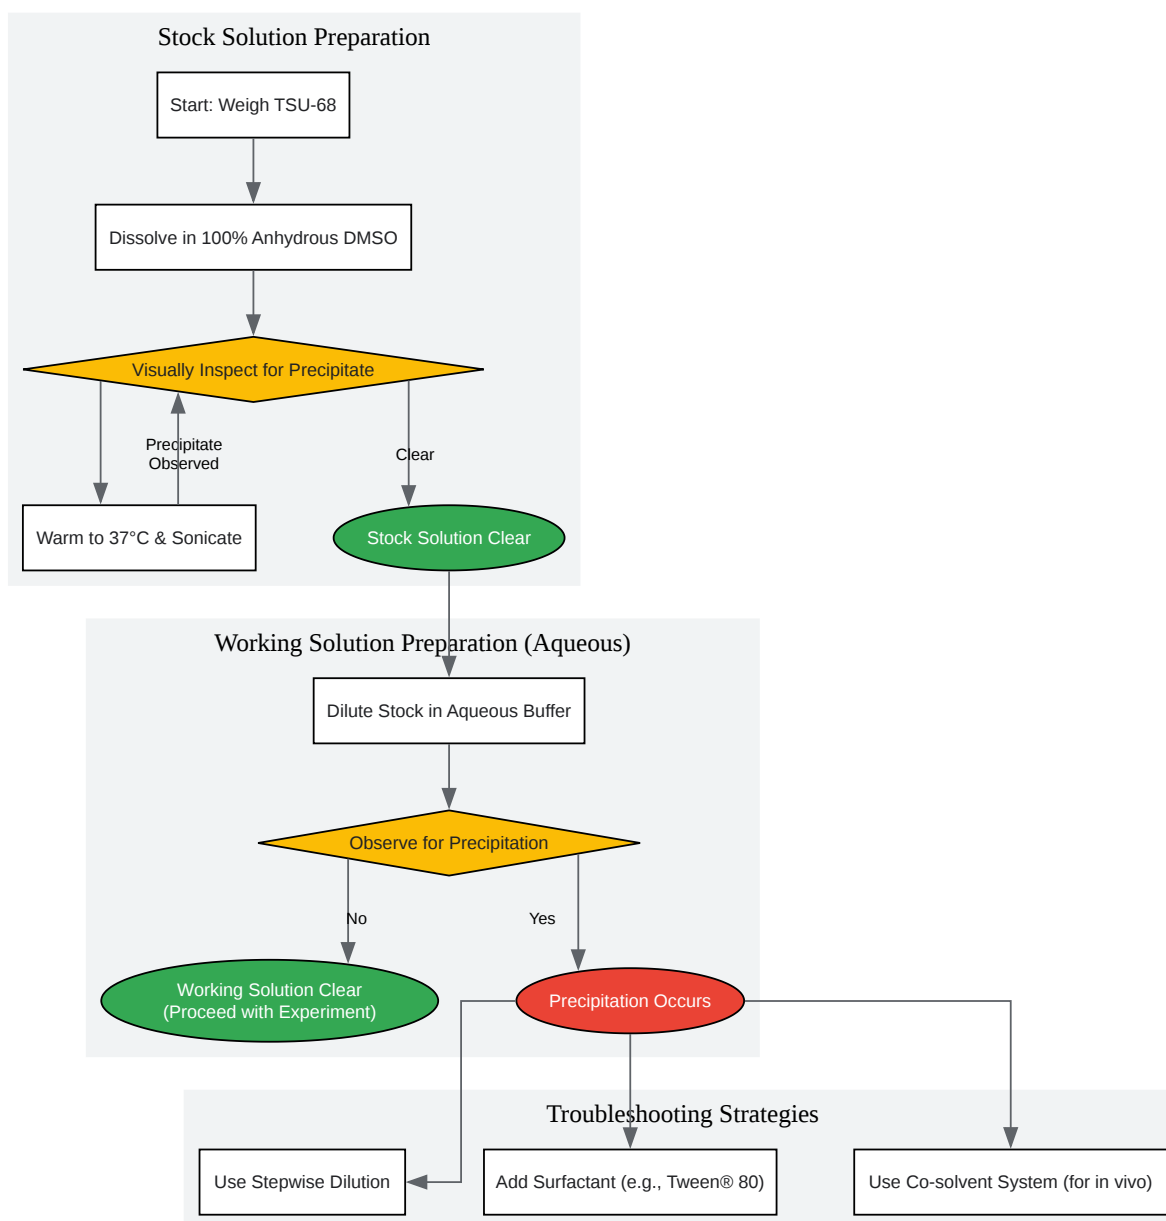 Stock Solution Preparation
Start: Weigh TSU-68
Dissolve in 100% Anhydrous DMSO
Visually Inspect for Precipitate
Precipitate
Observed
Clear
Warm to 37°C & Sonicate
Stock Solution Clear
Working Solution Preparation (Aqueous)
Dilute Stock in Aqueous Buffer
Observe for Precipitation
No
Yes
Working Solution Clear
(Proceed with Experiment)
Precipitation Occurs
Troubleshooting Strategies
Use Stepwise Dilution
Add Surfactant (e.g., Tween® 80)
Use Co-solvent System (for in vivo)